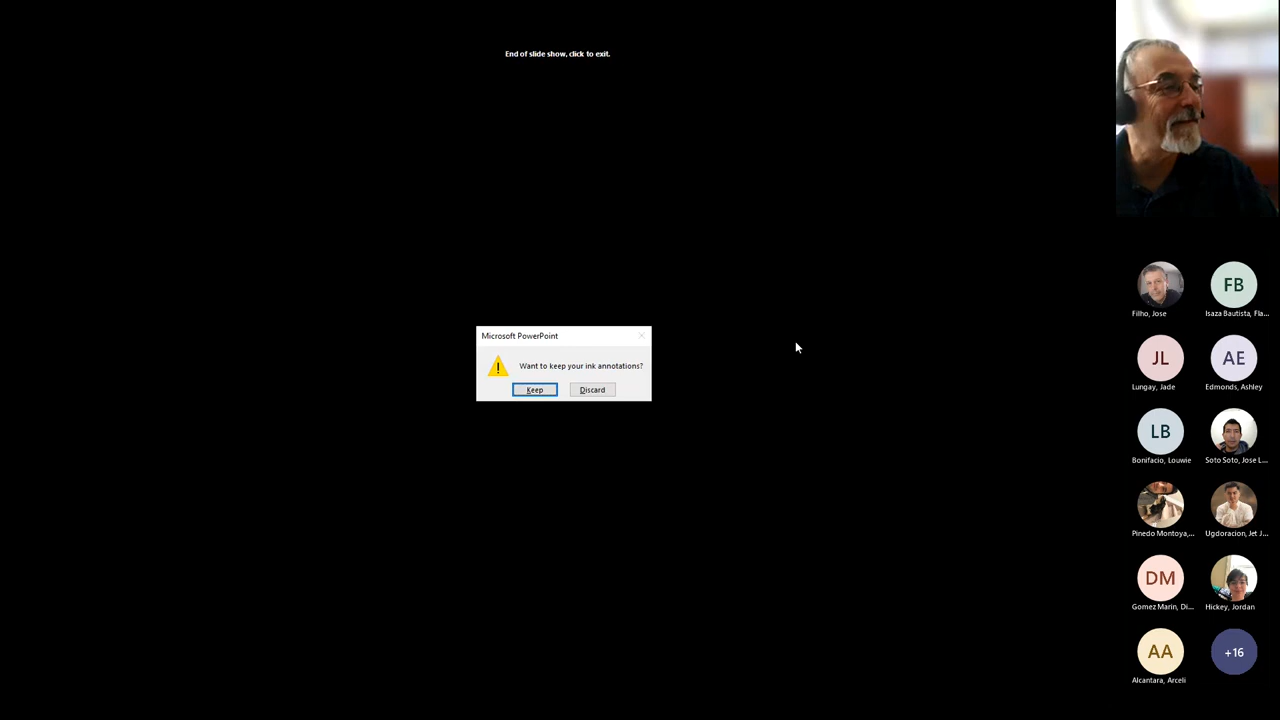 End of slide show, click to exit.
Microsoft PowerPoint
Want to keep your ink annotations?
Keep
Discard
Filho, Jose
FB
Isaza Bautista, Fla...
JL
Lungay, Jade
AE
Edmonds, Ashley
LB
Bonifacio, Louwie
Soto Soto, Jose L...
Pinedo Montoya,...
Ugdoracion, Jet J...
DM
Gomez Marin, Di...
Hickey, Jordan
AA
Alcantara, Arceli
+16